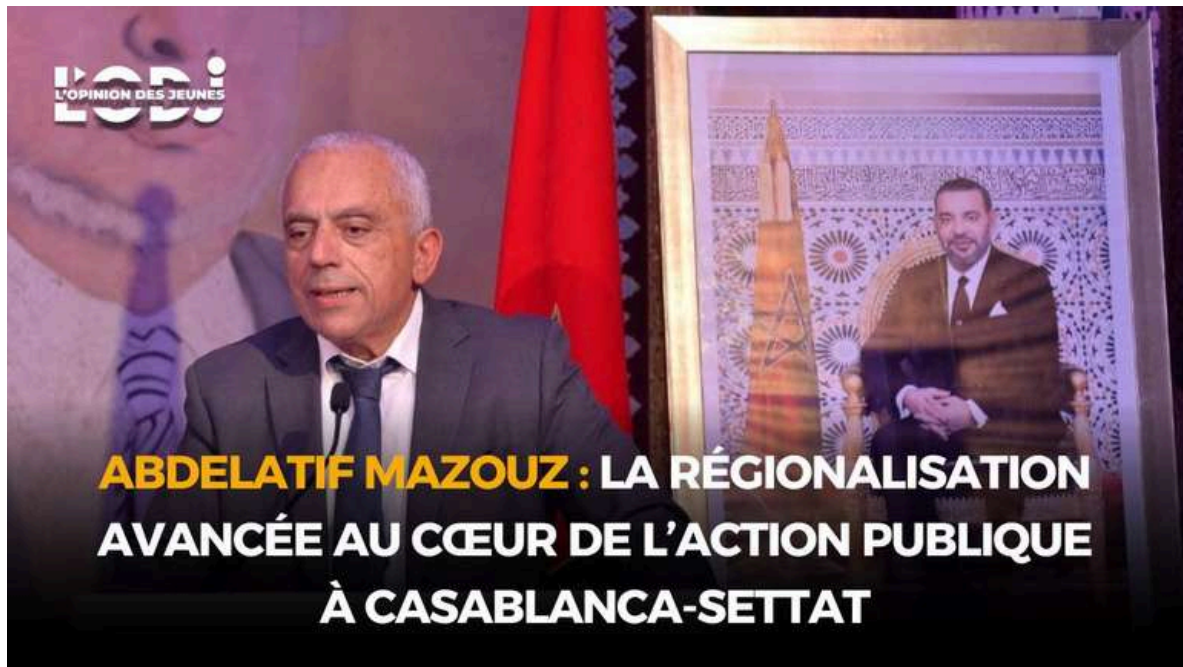 L'ODJ
L'OPINION DES JEUNES
ABDELATIF MAZOUZ : LA RÉGIONALISATION
AVANCÉE AU CŒUR DE L'ACTION PUBLIQUE
À CASABLANCA-SETTAT